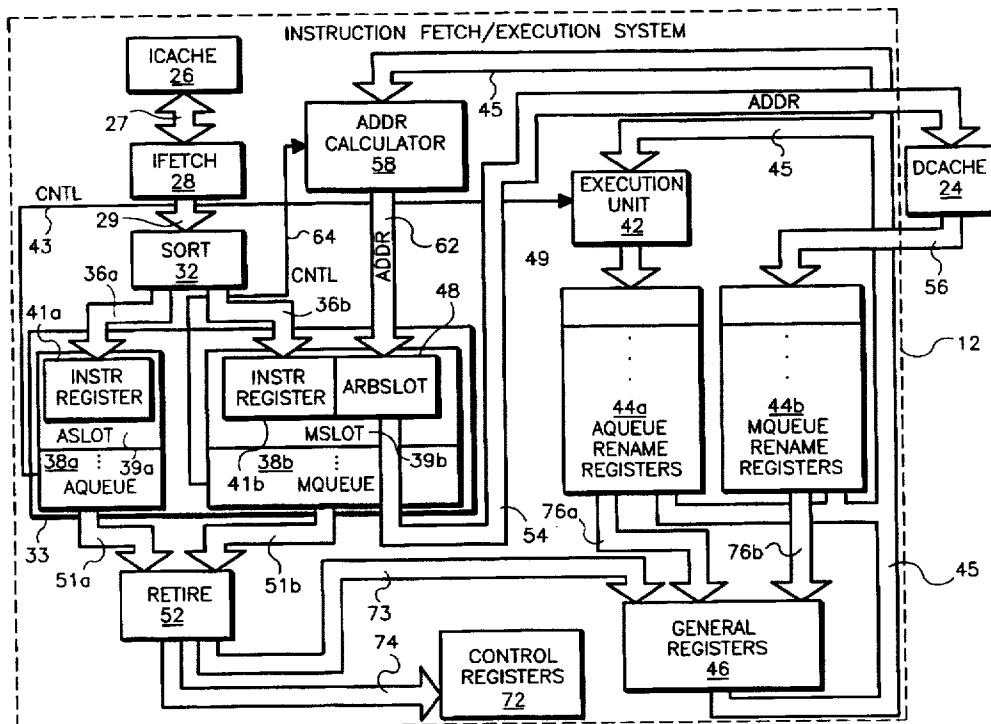 INSTRUCTION FETCH/EXECUTION SYSTEM
ICACHE
26
27
IFETCH
28
CNTL
43
29
SORT
32
36a
36b
64
CNTL
ADDR
CALCULATOR
58
45
62
ADDR
ADDR
45
EXECUTION
UNIT
42
49
DCACHE
24
56
12
41a
INSTR
REGISTER
ASLOT
38a
39a
AQUEUE
48
INSTR
REGISTER
ARBSLOT
MSLOT
41b
38b
39b
MQUEUE
44a
AQUEUE
RENAME
REGISTERS
44b
MQUEUE
RENAME
REGISTERS
33
51a
51b
54
76a
76b
45
RETIRE
52
73
74
CONTROL
REGISTERS
72
GENERAL
REGISTERS
46